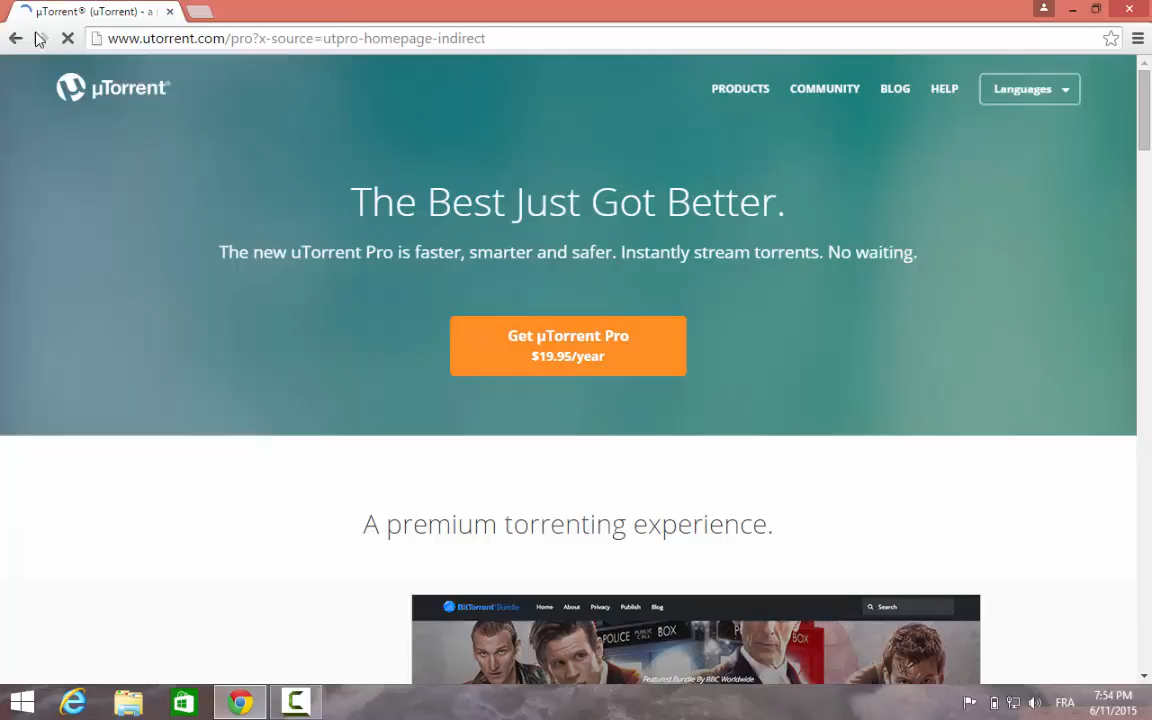 µTorrent® (uTorrent) - a
www.utorrent.com/pro?x-source=utpro-homepage-indirect
µTorrent®
PRODUCTS COMMUNITY BLOG HELP Languages
The Best Just Got Better.
The new uTorrent Pro is faster, smarter and safer. Instantly stream torrents. No waiting.
Get µTorrent Pro
$19.95/year
A premium torrenting experience.
BitTorrent Bundle Home About Privacy Publish Blog Search
POLICE PUBLIC CALL BOX
BOX
Featured Bundle By BBC Worldwide
FRA
7:54 PM
6/11/2015